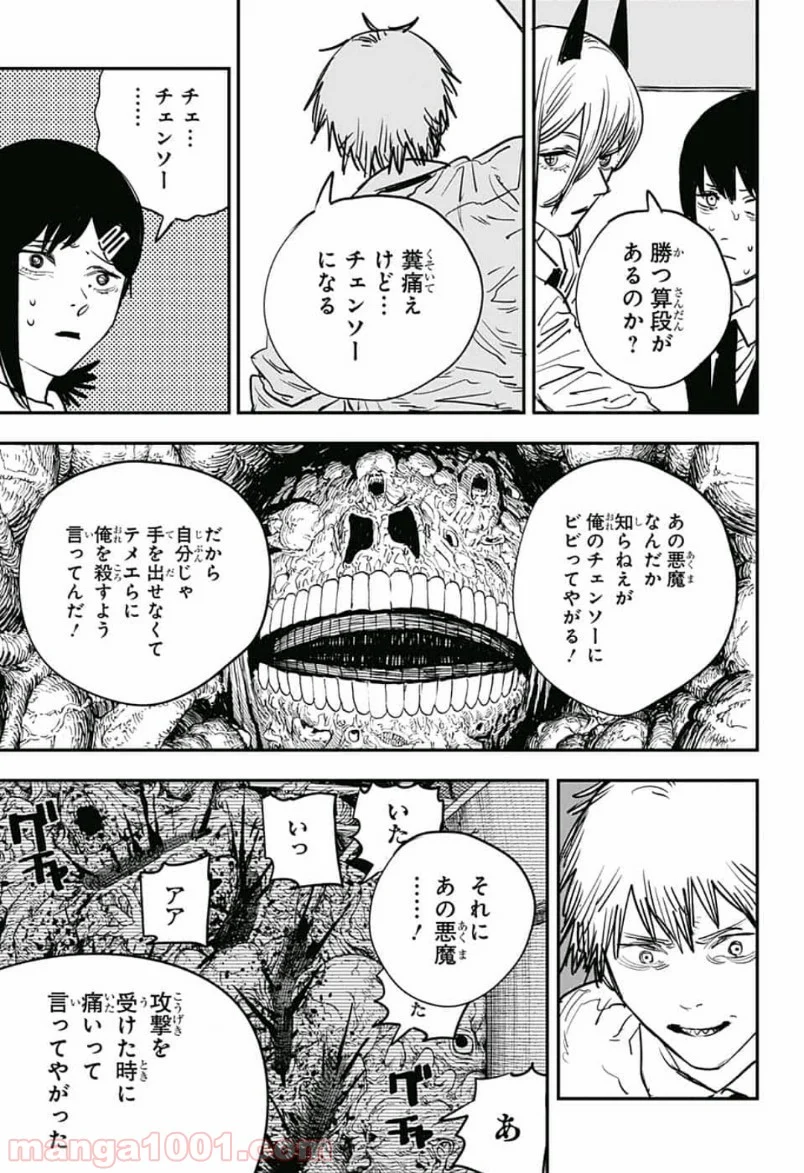 勝つ算段が
あるのか？
糞痛え
けど…
チェンソー
になる
チェ…
チェンソー
……
あの悪魔
なんだか
知らねえが
俺のチェンソーに
ビビってやがる！
だから
自分じゃ
手を出せなくて
テメエらに
俺を殺すよう
言ってんだ！
それに
あの悪魔
……！
いた
いっ
アア
グチャ
攻撃を
受けた時に
痛いって
言ってやがった
た
グチャ
あ
manga1001.com